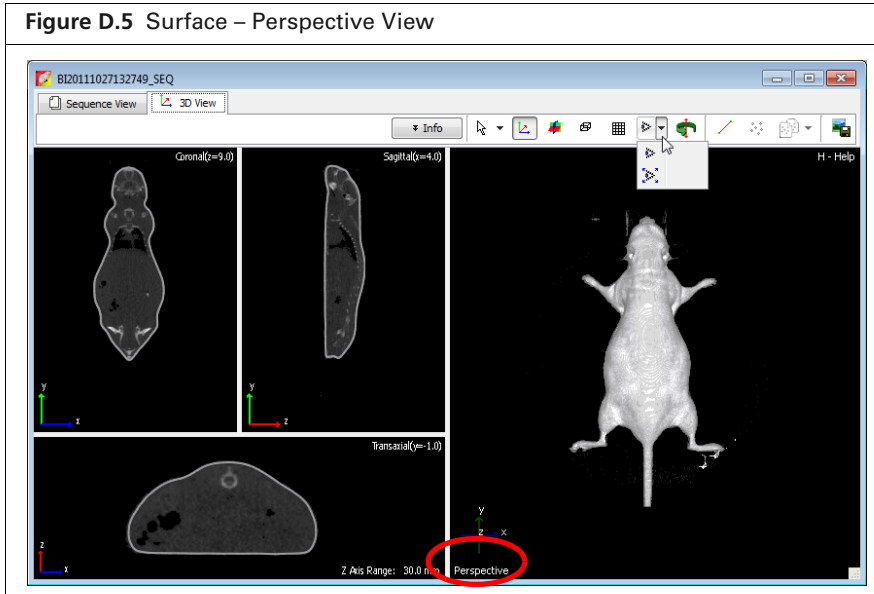 Figure D.5 Surface – Perspective View
BI20111027132749_SEQ
Sequence View
3D View
Info
Coronal(z=9.0)
Sagittal(x=4.0)
H - Help
y
x
y
z
Transaxial(y=-1.0)
z
x
Z Axis Range: 30.0 mm
y
z
x
Perspective